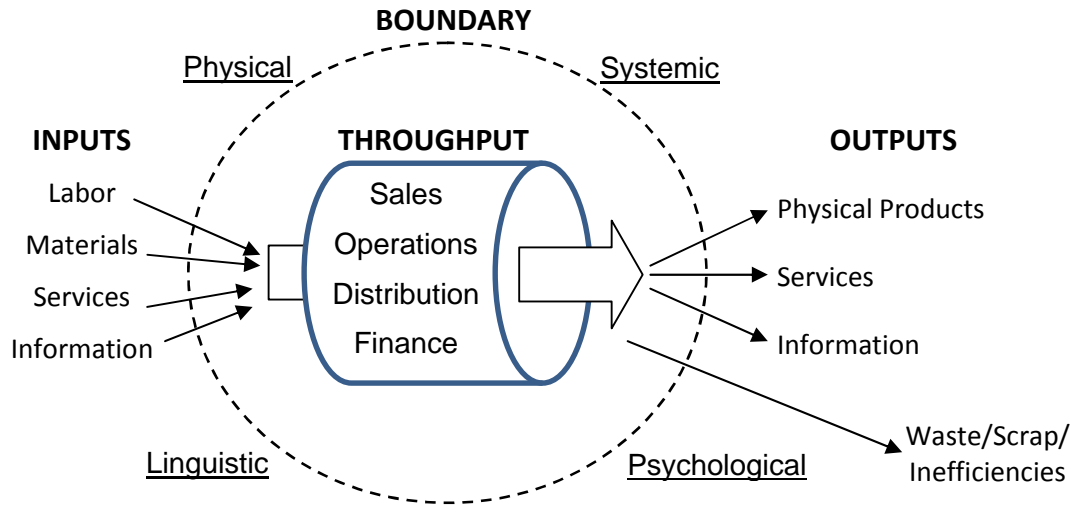 BOUNDARY
Physical
Systemic
INPUTS
THROUGHPUT
OUTPUTS
Labor
Materials
Services
Information
Sales
Operations
Distribution
Finance
Physical Products
Services
Information
Waste/Scrap/
Inefficiencies
Linguistic
Psychological